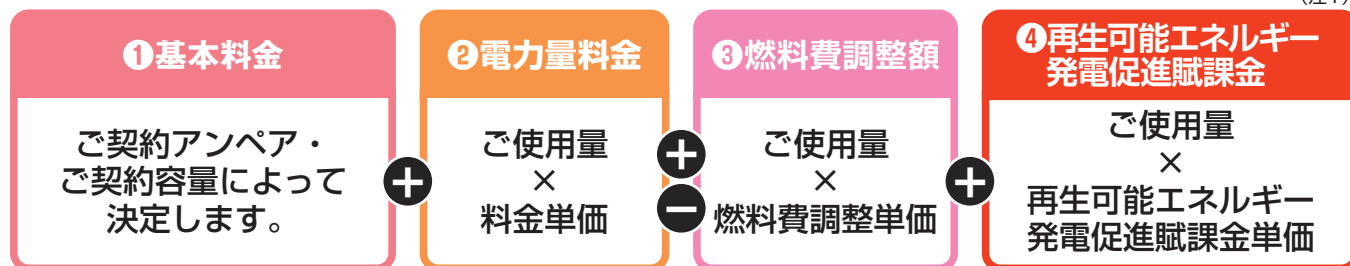 (注1)
❶基本料金
ご契約アンペア・
ご契約容量によって
決定します。
+
❷電力量料金
ご使用量
×
料金単価
+
−
❸燃料費調整額
ご使用量
×
燃料費調整単価
+
❹再生可能エネルギー
発電促進賦課金
ご使用量
×
再生可能エネルギー
発電促進賦課金単価